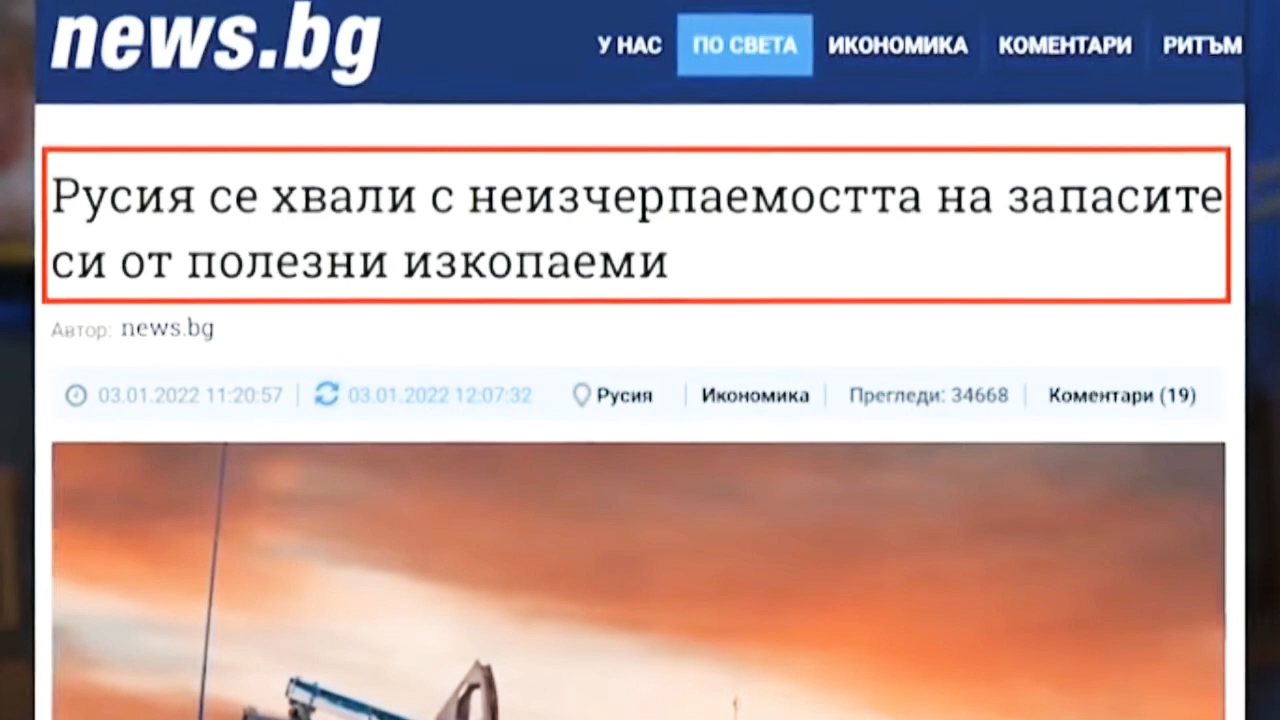 news.bg
У НАС ПО СВЕТА ИКОНОМИКА КОМЕНТАРИ РИТЪМ
Русия се хвали с неизчерпаемостта на запасите
си от полезни изкопаеми
Автор: news.bg
03.01.2022 11:20:57 03.01.2022 12:07:32 Русия Икономика Прегледи: 34668 Коментари (19)